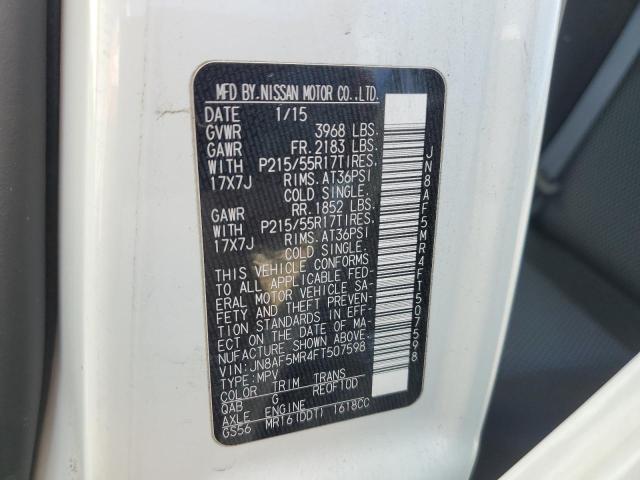 MFD BY.NISSAN MOTOR CO.,LTD.
DATE 1/15
GVWR 3968 LBS.
GAWR FR.2183 LBS.
WITH P215/55R17TIRES.
17X7J RIMS.AT36PSI
COLD SINGLE.
GAWR RR.1852 LBS.
WITH P215/55R17TIRES.
17X7J RIMS.AT36PSI
COLD SINGLE.
THIS VEHICLE CONFORMS
TO ALL APPLICABLE FED-
ERAL MOTOR VEHICLE SA-
FETY AND THEFT PREVEN-
TION STANDARDS IN EFF-
ECT ON THE DATE OF MA-
NUFACTURE SHOWN ABOVE.
VIN: JN8AF5MR4FT507598
TYPE: MPV
COLOR TRIM TRANS
QAB G RE0F10D
AXLE ENGINE
GS56 MR16(DDT) 1618CC
JN8AF5MR4FT507598